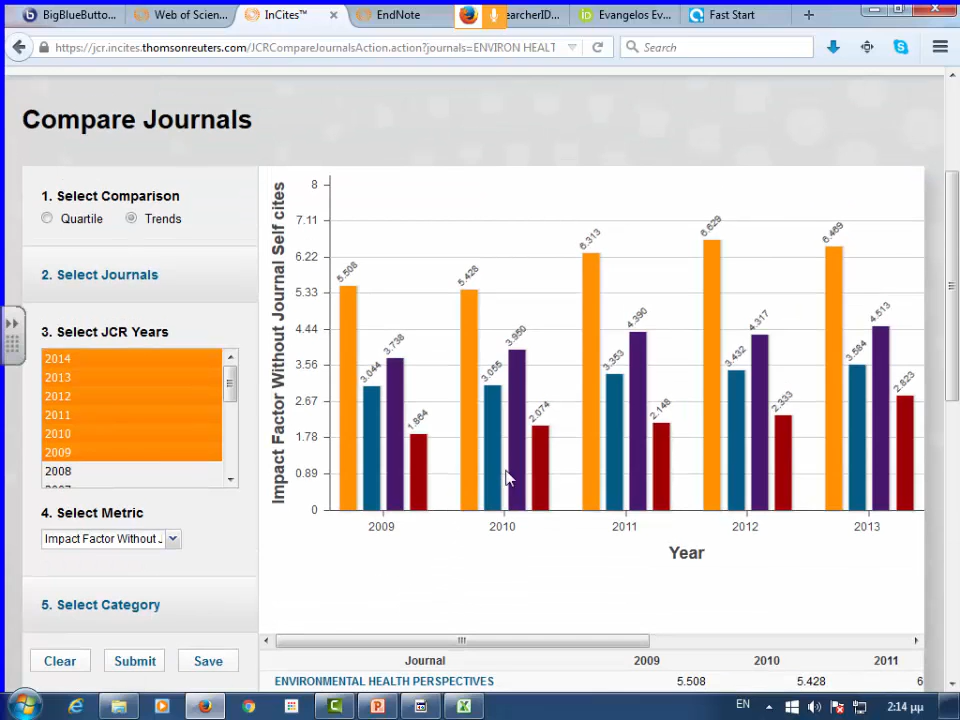 BigBlueButto...
Web of Scien...
InCites™
EndNote
earcherID...
Evangelos Ev...
Fast Start
https://jcr.incites.thomsonreuters.com/JCRCompareJournalsAction.action?journals=ENVIRON HEALT
Search
Compare Journals
1. Select Comparison
Quartile Trends
2. Select Journals
3. Select JCR Years
2014
2013
2012
2011
2010
2009
2008
4. Select Metric
Impact Factor Without J
5. Select Category
Clear Submit Save
Impact Factor Without Journal Self cites
8
7.11
6.22
5.33
4.44
3.56
2.67
1.78
0.89
0
5.508 3.044 3.738 1.864
5.428 3.055 3.950 2.074
6.313 3.353 4.390 2.148
6.629 3.432 4.317 2.333
6.469 3.584 4.513 2.823
2009 2010 2011 2012 2013
Year
Journal 2009 2010 2011
ENVIRONMENTAL HEALTH PERSPECTIVES 5.508 5.428 6
EN 2:14 μμ